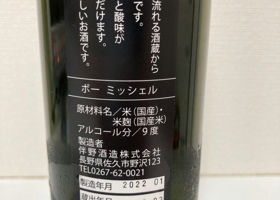 流れる酒蔵から
です。
と酸味が
だけます。
しいお酒です。
ボー ミッシェル
原材料名/米(国産)・
米麹(国産米)
アルコール分/9度
製造者
伴野酒造株式会社
長野県佐久市野沢123
TEL0267-62-0021
製造年月 2022 01
蔵出年月